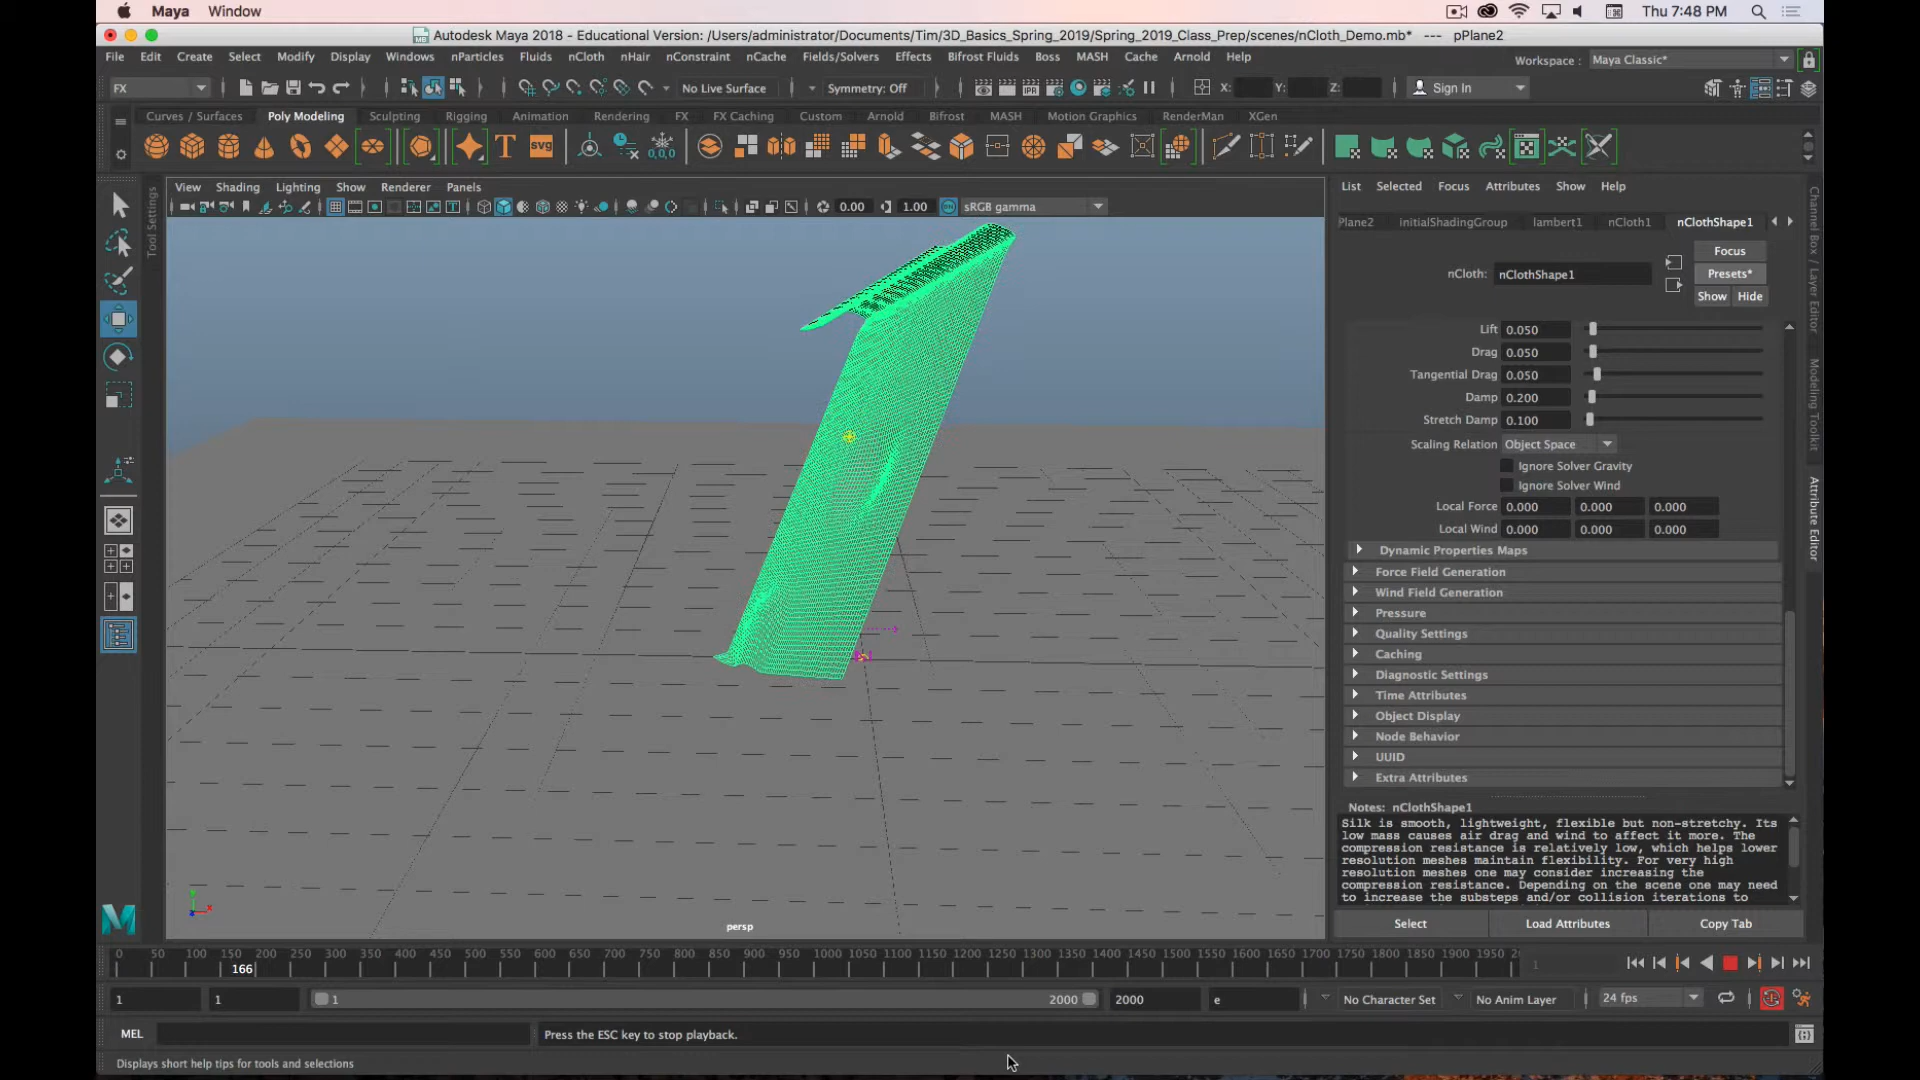 Maya Window Thu 7:48 PM
Autodesk Maya 2018 - Educational Version: /Users/administrator/Documents/Tim/3D_Basics_Spring_2019/Spring_2019_Class_Prep/scenes/nCloth_Demo.mb* --- pPlane2
File Edit Create Select Modify Display Windows nParticles Fluids nCloth nHair nConstraint nCache Fields/Solvers Effects Bifrost Fluids Boss MASH Cache Arnold Help Workspace : Maya Classic*
FX No Live Surface Symmetry: Off X: Y: Z: Sign In
Curves / Surfaces Poly Modeling Sculpting Rigging Animation Rendering FX FX Caching Custom Arnold Bifrost MASH Motion Graphics RenderMan XGen
View Shading Lighting Show Renderer Panels
0.00 1.00 sRGB gamma
Tool Settings
persp
List Selected Focus Attributes Show Help
Plane2 initialShadingGroup lambert1 nCloth1 nClothShape1
Focus
nCloth: nClothShape1 Presets*
Show Hide
Lift 0.050
Drag 0.050
Tangential Drag 0.050
Damp 0.200
Stretch Damp 0.100
Scaling Relation Object Space
Ignore Solver Gravity
Ignore Solver Wind
Local Force 0.000 0.000 0.000
Local Wind 0.000 0.000 0.000
Dynamic Properties Maps
Force Field Generation
Wind Field Generation
Pressure
Quality Settings
Caching
Diagnostic Settings
Time Attributes
Object Display
Node Behavior
UUID
Extra Attributes
Notes: nClothShape1
Silk is smooth, lightweight, flexible but non-stretchy. Its
low mass causes air drag and wind to affect it more. The
compression resistance is relatively low, which helps lower
resolution meshes maintain flexibility. For very high
resolution meshes one may consider increasing the
compression resistance. Depending on the scene one may need
to increase the substeps and/or collision iterations to
Select Load Attributes Copy Tab
Channel Box / Layer Editor
Modeling Toolkit
Attribute Editor
0 50 100 150 200 250 300 350 400 450 500 550 600 650 700 750 800 850 900 950 1000 1050 1100 1150 1200 1250 1300 1350 1400 1450 1500 1550 1600 1650 1700 1750 1800 1850 1900 1950 1
166
1 1 1 2000 2000 e No Character Set No Anim Layer 24 fps
MEL Press the ESC key to stop playback.
Displays short help tips for tools and selections